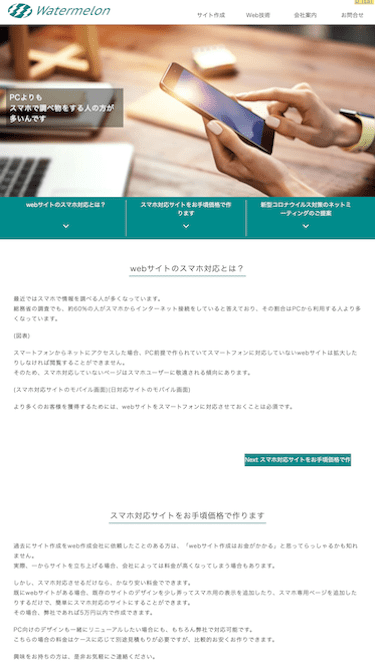 Watermelon
サイト作成 Web技術 会社案内 お問合せ
PCよりも
スマホで調べ物をする人の方が
多いんです
webサイトのスマホ対応とは？
スマホ対応サイトをお手頃価格で作
ります
新型コロナウイルス対策のネットミ
ーティングのご提案
webサイトのスマホ対応とは？
最近ではスマホで情報を調べる人が多くなっています。
総務省の調査でも、約60%の人がスマホからインターネット接続をしていると答えており、その割合はPCから利用する人より多
くなっています。
(図表)
スマートフォンからネットにアクセスした場合、PC前提で作られていてスマートフォンに対応していないwebサイトは拡大した
りしなければ閲覧することができません。
そのため、スマホ対応していないページはスマホユーザーに敬遠される傾向にあります。
(スマホ対応サイトのモバイル画面)(旧対応サイトのモバイル画面)
より多くのお客様を獲得するためには、webサイトをスマートフォンに対応させておくことは必須です。
Next スマホ対応サイトをお手頃価格で作
スマホ対応サイトをお手頃価格で作ります
過去にサイト作成をweb作成会社に依頼したことのある方は、「webサイト作成はお金がかかる」と思ってらっしゃるかも知れ
ません。
実際、一からサイトを立ち上げる場合、会社によっては料金が高くなってしまう場合もあります。
しかし、スマホ対応させるだけなら、かなり安い料金でできます。
既にwebサイトがある場合、既存のサイトのデザインを少し弄ってスマホ用の表示を追加したり、スマホ専用ページを追加した
りするだけで、簡単にスマホ対応のサイトにすることができます。
その場合、弊社であれば5万円以内で作成できます。
PC向けのデザインも一緒にリニューアルしたい場合にも、もちろん弊社で対応可能です。
こちらの場合の料金はケースに応じて別途見積もりが必要ですが、比較的お安くお作りできます。
興味をお持ちの方は、是非お気軽にご連絡ください。